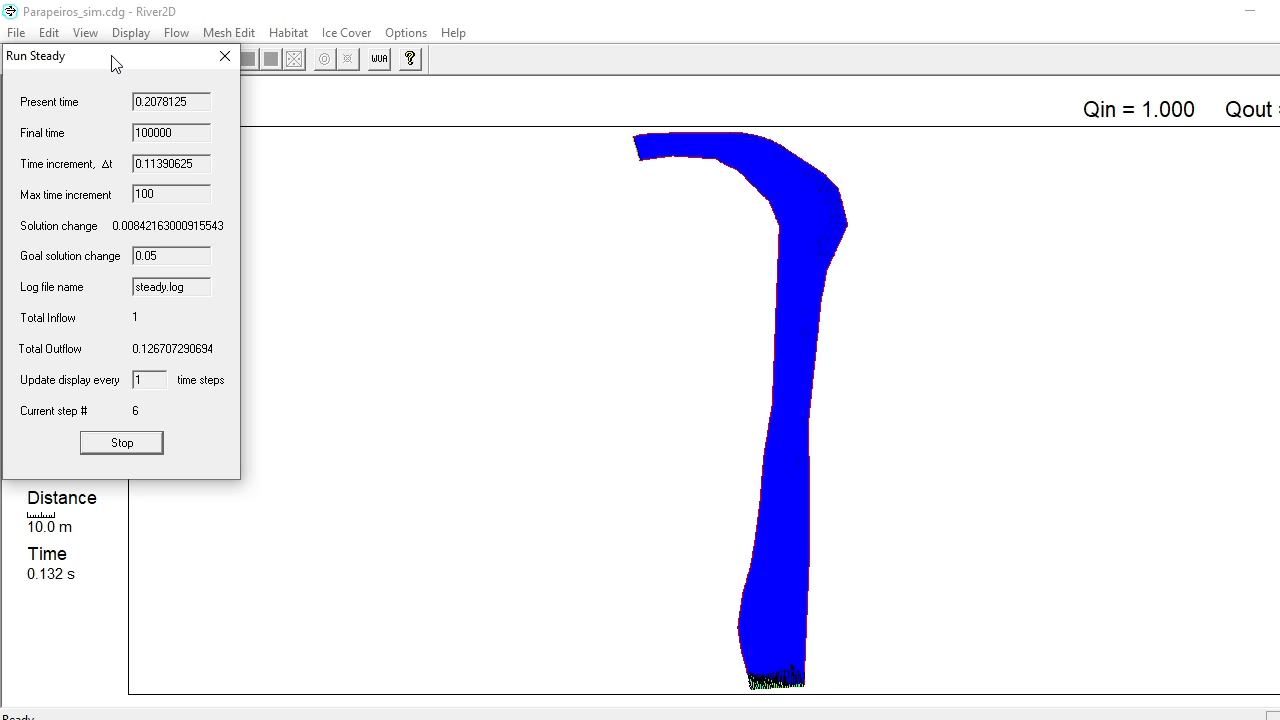 Parapeiros_sim.cdg - River2D
File Edit View Display Flow Mesh Edit Habitat Ice Cover Options Help
Run Steady
WUA ?
Present time 0.2078125
Final time 100000
Time increment, Δt 0.11390625
Max time increment 100
Solution change 0.00842163000915543
Goal solution change 0.05
Log file name steady.log
Total Inflow 1
Total Outflow 0.126707290694
Update display every 1 time steps
Current step # 6
Stop
Qin = 1.000 Qout =
Distance
10.0 m
Time
0.132 s
Ready